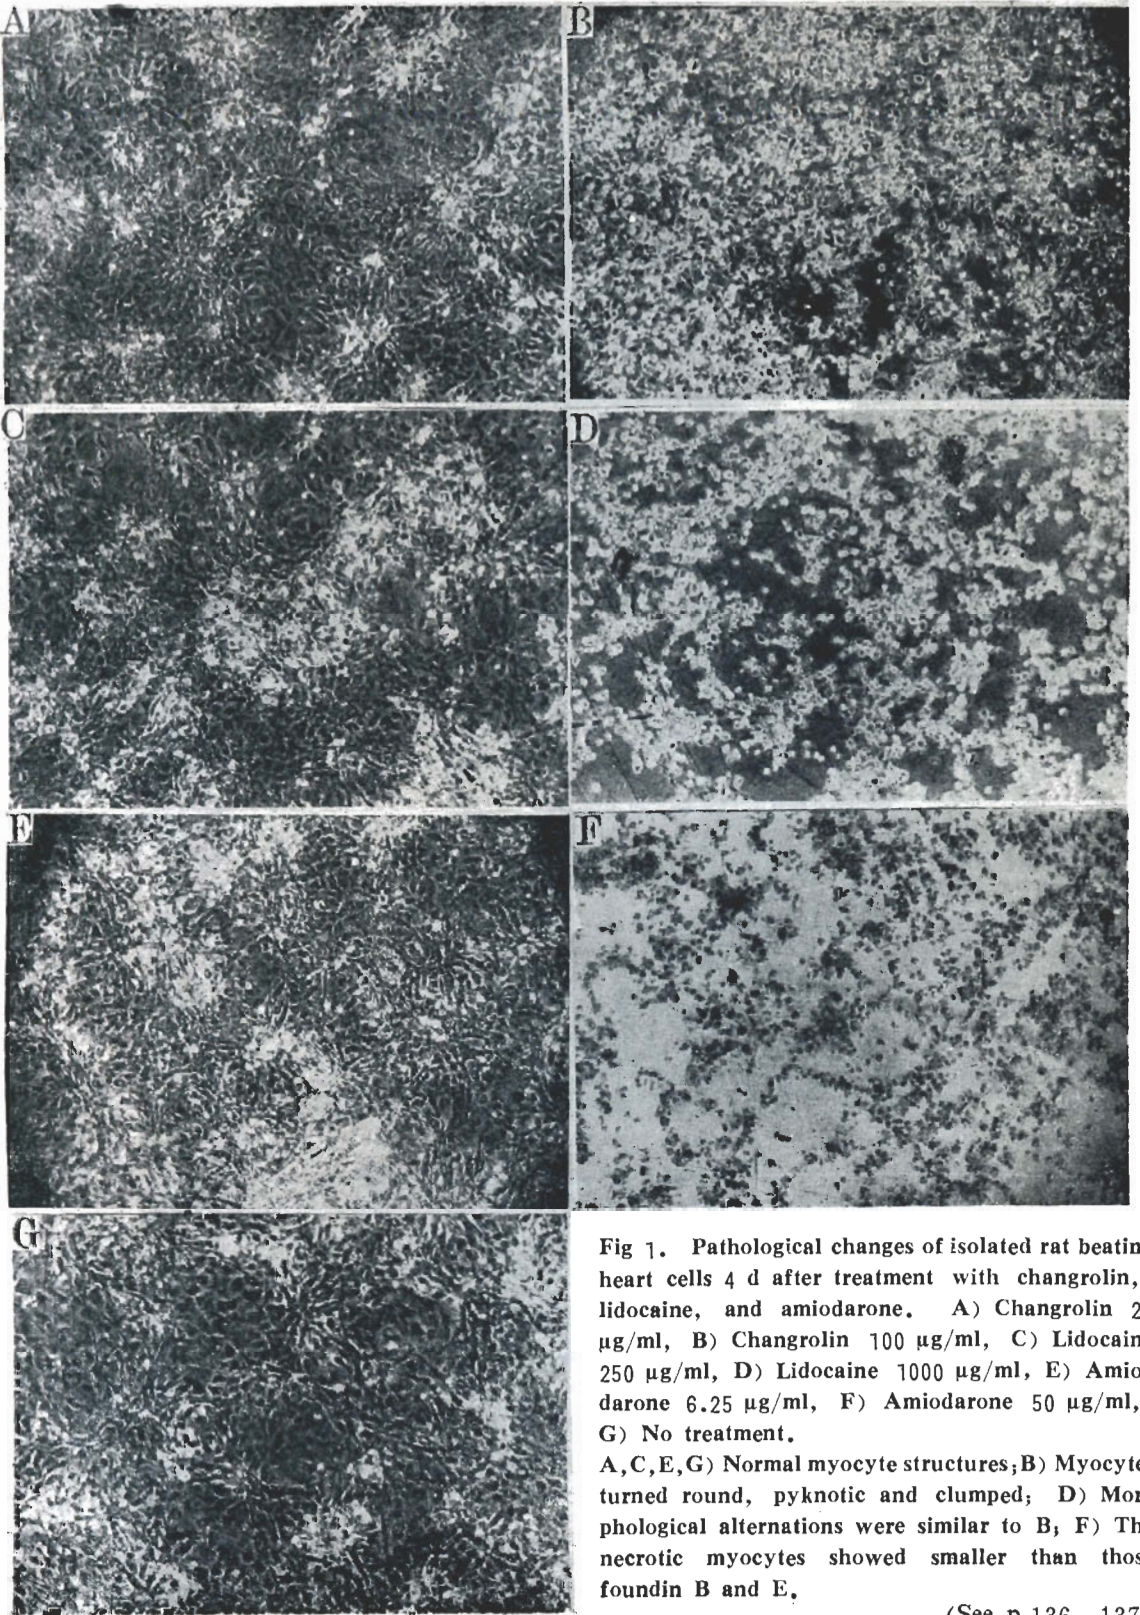 A
B
C
D
E
F
G
Fig 1. Pathological changes of isolated rat beatin
heart cells 4 d after treatment with changrolin,
lidocaine, and amiodarone. A) Changrolin 2
µg/ml, B) Changrolin 100 µg/ml, C) Lidocain
250 µg/ml, D) Lidocaine 1000 µg/ml, E) Amio
darone 6.25 µg/ml, F) Amiodarone 50 µg/ml,
G) No treatment.
A,C,E,G) Normal myocyte structures; B) Myocyte
turned round, pyknotic and clumped; D) Mor
phological alternations were similar to B; F) Th
necrotic myocytes showed smaller than thos
foundin B and E.
(See p 136